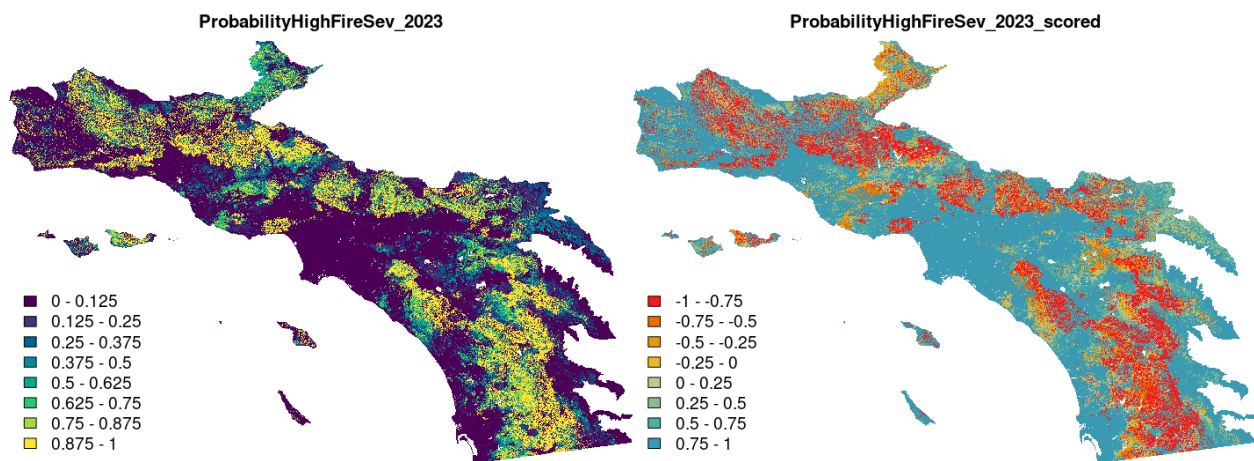 ProbabilityHighFireSev_2023
0 - 0.125
0.125 - 0.25
0.25 - 0.375
0.375 - 0.5
0.5 - 0.625
0.625 - 0.75
0.75 - 0.875
0.875 - 1
ProbabilityHighFireSev_2023_scored
-1 - -0.75
-0.75 - -0.5
-0.5 - -0.25
-0.25 - 0
0 - 0.25
0.25 - 0.5
0.5 - 0.75
0.75 - 1